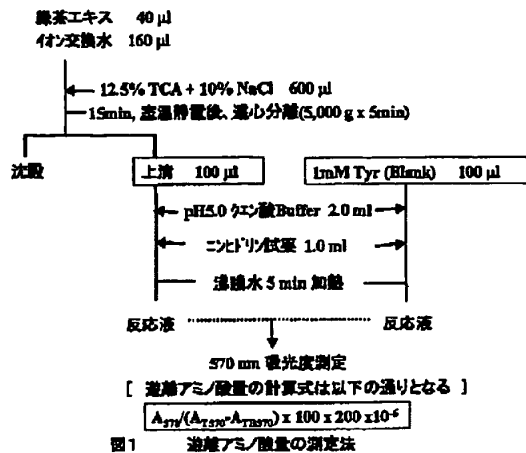 緑茶エキス 40 μl
イオン交換水 160 μl
12.5% TCA + 10% NaCl 600 μl
15min, 室温静置後、遠心分離(5,000 g x 5min)
沈殿
上清 100 μl
1mM Tyr (Blank) 100 μl
pH5.0 クエン酸Buffer 2.0 ml
ニンヒドリン試薬 1.0 ml
沸騰水 5 min 加熱
反応液
反応液
570 nm 吸光度測定
[ 遊離アミノ酸量の計算式は以下の通りとなる ]
A570/(AT570-ATB570) x 100 x 200 x10-6
図1 遊離アミノ酸量の測定法